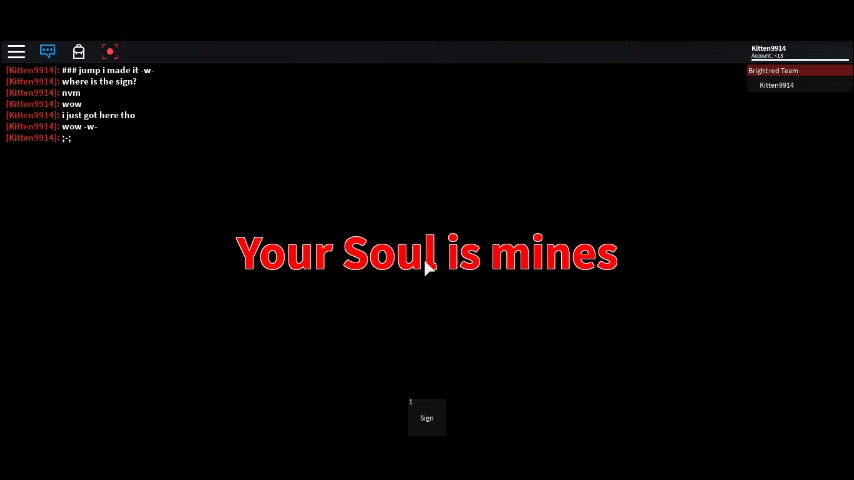 Kitten9914
Account: <13
[Kitten9914]: ### jump i made it -w-
Bright red Team
[Kitten9914]: where is the sign?
Kitten9914
[Kitten9914]: nvm
[Kitten9914]: wow
[Kitten9914]: i just got here tho
[Kitten9914]: wow -w-
[Kitten9914]: ;-;
Your Soul is mines
1
Sign